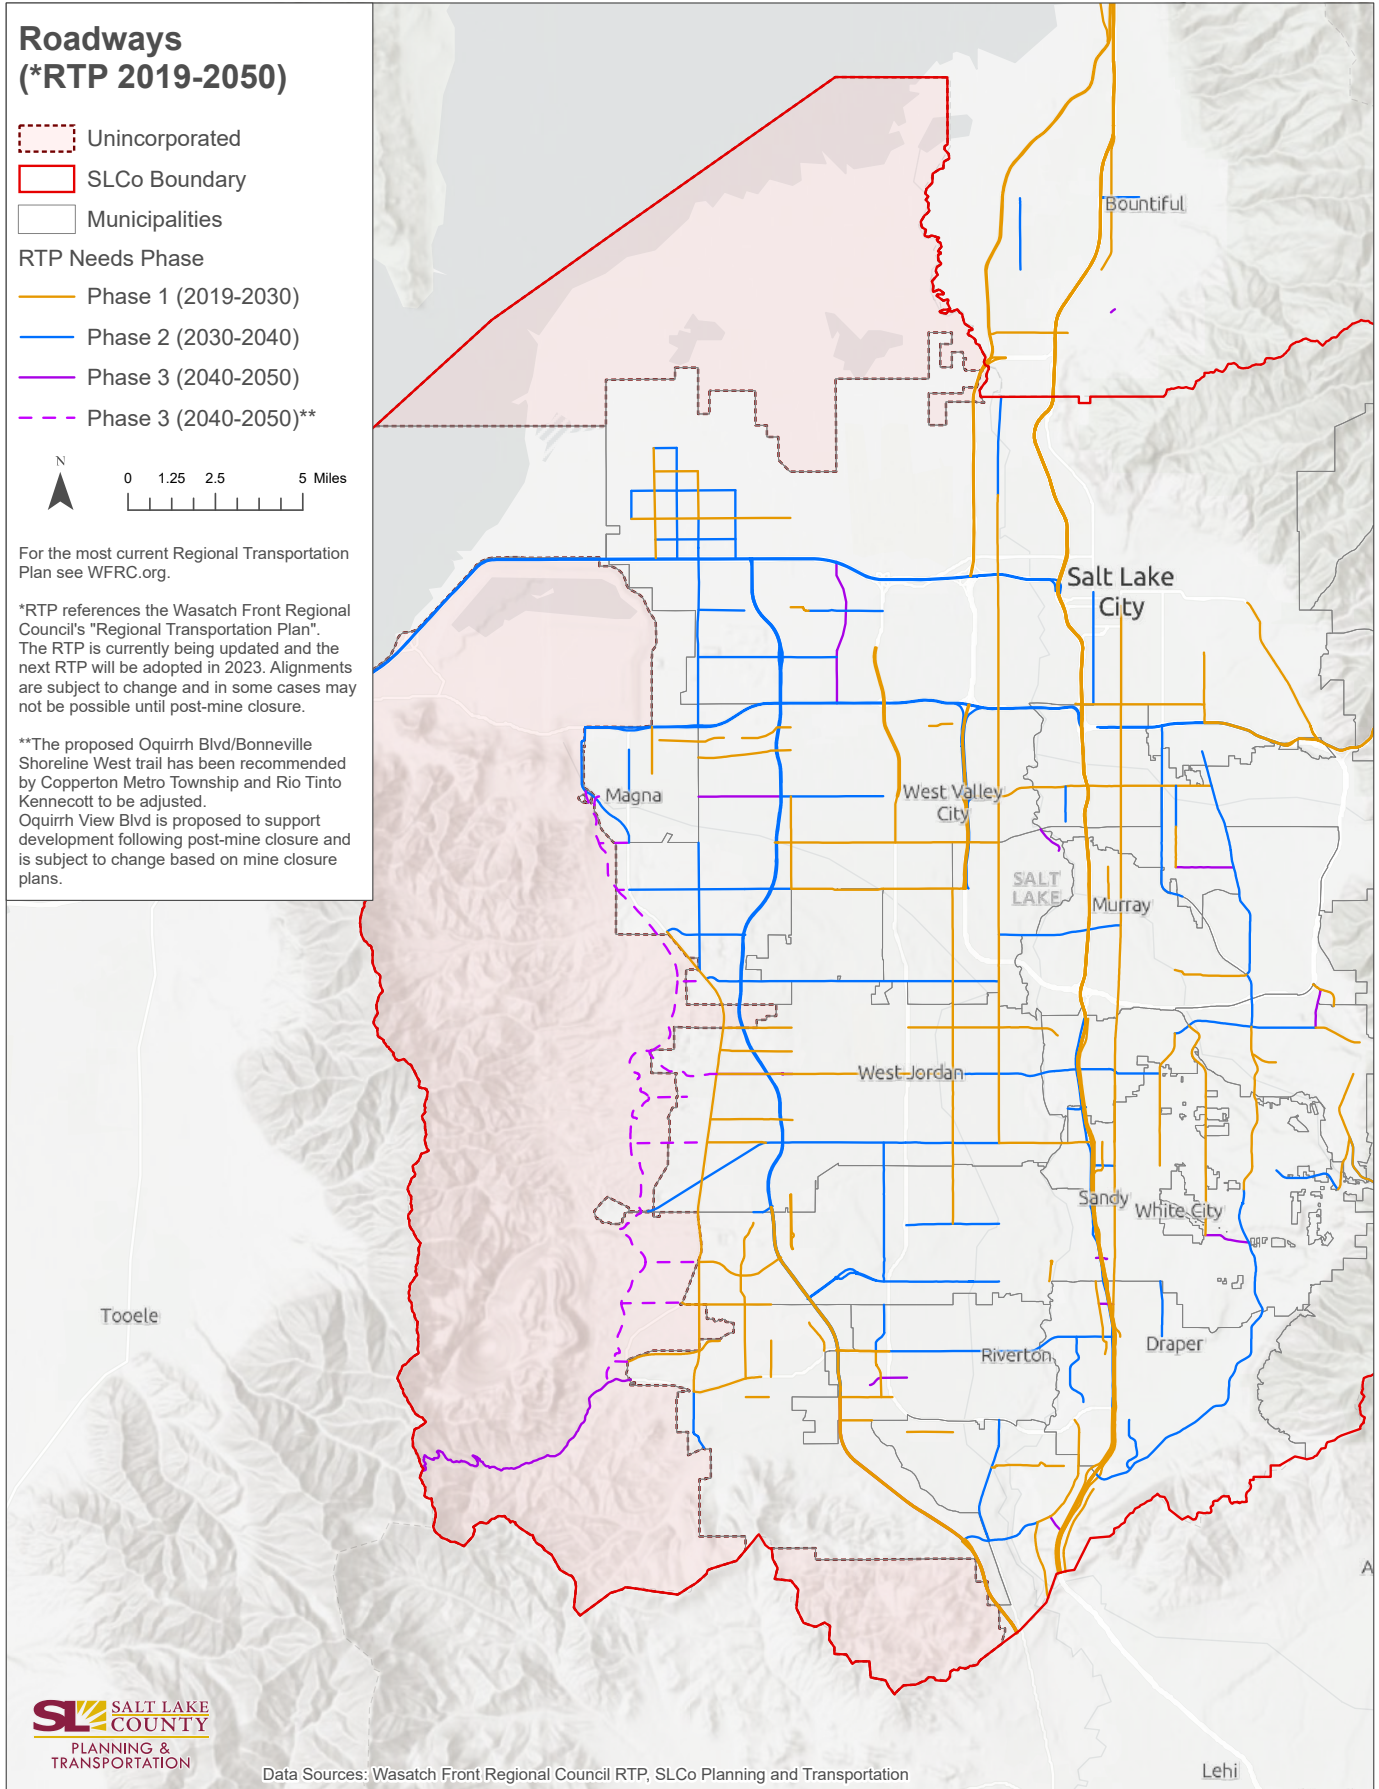 Roadways
(*RTP 2019-2050)
Unincorporated
SLCo Boundary
Municipalities
RTP Needs Phase
Phase 1 (2019-2030)
Phase 2 (2030-2040)
Phase 3 (2040-2050)
Phase 3 (2040-2050)**
N
0 1.25 2.5 5 Miles
For the most current Regional Transportation
Plan see WFRC.org.
*RTP references the Wasatch Front Regional
Council's "Regional Transportation Plan".
The RTP is currently being updated and the
next RTP will be adopted in 2023. Alignments
are subject to change and in some cases may
not be possible until post-mine closure.
**The proposed Oquirrh Blvd/Bonneville
Shoreline West trail has been recommended
by Copperton Metro Township and Rio Tinto
Kennecott to be adjusted.
Oquirrh View Blvd is proposed to support
development following post-mine closure and
is subject to change based on mine closure
plans.
Bountiful
Salt Lake
City
Magna
West Valley
City
SALT
LAKE
Murray
West Jordan
Sandy
White City
Tooele
Riverton
Draper
A
Lehi
SL SALT LAKE
COUNTY
PLANNING &
TRANSPORTATION
Data Sources: Wasatch Front Regional Council RTP, SLCo Planning and Transportation